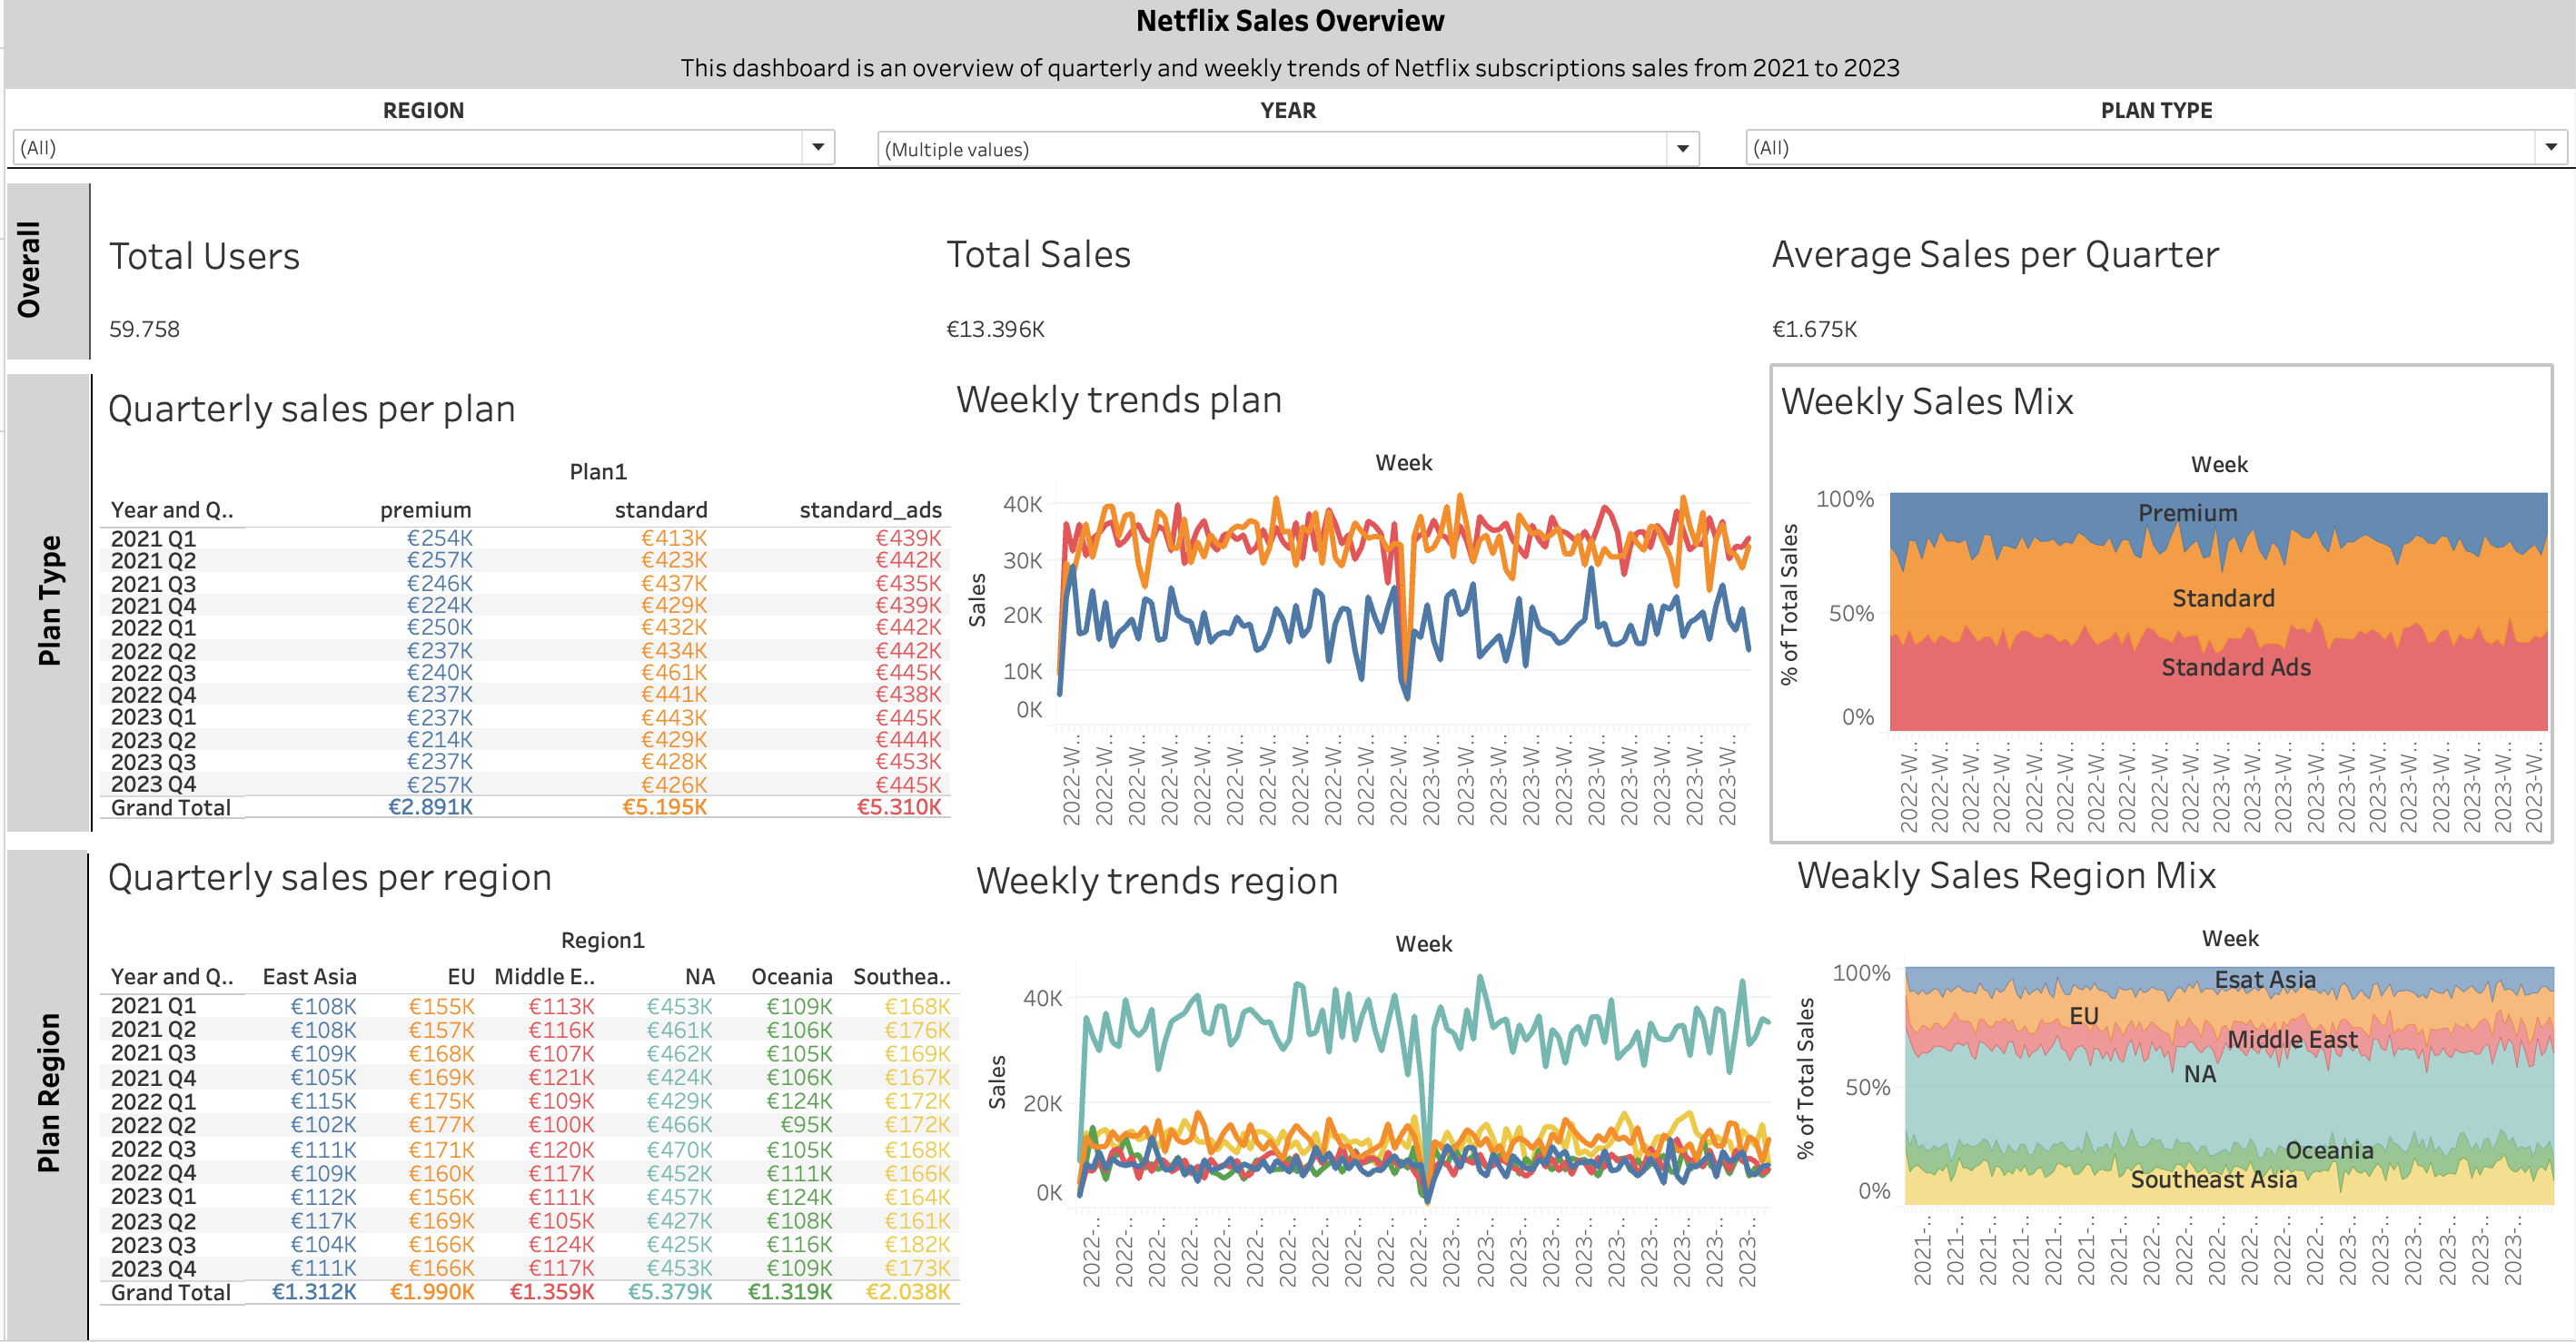 Netflix Sales Overview
This dashboard is an overview of quarterly and weekly trends of Netflix subscriptions sales from 2021 to 2023
REGION
YEAR
PLAN TYPE
(All)
(Multiple values)
(All)
Overall
Total Users
Total Sales
Average Sales per Quarter
59.758
€13.396K
€1.675K
Plan Type
Quarterly sales per plan
Plan1
Year and Q.. premium standard standard_ads
2021 Q1 €254K €413K €439K
2021 Q2 €257K €423K €442K
2021 Q3 €246K €437K €435K
2021 Q4 €224K €429K €439K
2022 Q1 €250K €432K €442K
2022 Q2 €237K €434K €442K
2022 Q3 €240K €461K €445K
2022 Q4 €237K €441K €438K
2023 Q1 €237K €443K €445K
2023 Q2 €214K €429K €444K
2023 Q3 €237K €428K €453K
2023 Q4 €257K €426K €445K
Grand Total €2.891K €5.195K €5.310K
Weekly trends plan
Week
Sales
40K
30K
20K
10K
0K
2022-W.. 2022-W.. 2022-W.. 2022-W.. 2022-W.. 2022-W.. 2022-W.. 2022-W.. 2022-W.. 2022-W.. 2022-W.. 2023-W.. 2023-W.. 2023-W.. 2023-W.. 2023-W.. 2023-W.. 2023-W.. 2023-W.. 2023-W.. 2023-W..
Weekly Sales Mix
Week
% of Total Sales
100%
50%
0%
Premium
Standard
Standard Ads
2022-W.. 2022-W.. 2022-W.. 2022-W.. 2022-W.. 2022-W.. 2022-W.. 2022-W.. 2022-W.. 2022-W.. 2023-W.. 2023-W.. 2023-W.. 2023-W.. 2023-W.. 2023-W.. 2023-W.. 2023-W.. 2023-W.. 2023-W.. 2023-W..
Plan Region
Quarterly sales per region
Region1
Year and Q.. East Asia EU Middle E.. NA Oceania Southea..
2021 Q1 €108K €155K €113K €453K €109K €168K
2021 Q2 €108K €157K €116K €461K €106K €176K
2021 Q3 €109K €168K €107K €462K €105K €169K
2021 Q4 €105K €169K €121K €424K €106K €167K
2022 Q1 €115K €175K €109K €429K €124K €172K
2022 Q2 €102K €177K €100K €466K €95K €172K
2022 Q3 €111K €171K €120K €470K €105K €168K
2022 Q4 €109K €160K €117K €452K €111K €166K
2023 Q1 €112K €156K €111K €457K €124K €164K
2023 Q2 €117K €169K €105K €427K €108K €161K
2023 Q3 €104K €166K €124K €425K €116K €182K
2023 Q4 €111K €166K €117K €453K €109K €173K
Grand Total €1.312K €1.990K €1.359K €5.379K €1.319K €2.038K
Weekly trends region
Week
Sales
40K
20K
0K
2022-.. 2022-.. 2022-.. 2022-.. 2022-.. 2022-.. 2022-.. 2022-.. 2022-.. 2022-.. 2022-.. 2023-.. 2023-.. 2023-.. 2023-.. 2023-.. 2023-.. 2023-.. 2023-.. 2023-.. 2023-..
Weakly Sales Region Mix
Week
% of Total Sales
100%
50%
0%
Esat Asia
EU
Middle East
NA
Oceania
Southeast Asia
2021-.. 2021-.. 2021-.. 2021-.. 2021-.. 2021-.. 2021-.. 2022-.. 2022-.. 2022-.. 2022-.. 2022-.. 2022-.. 2023-.. 2023-.. 2023-.. 2023-.. 2023-.. 2023-..